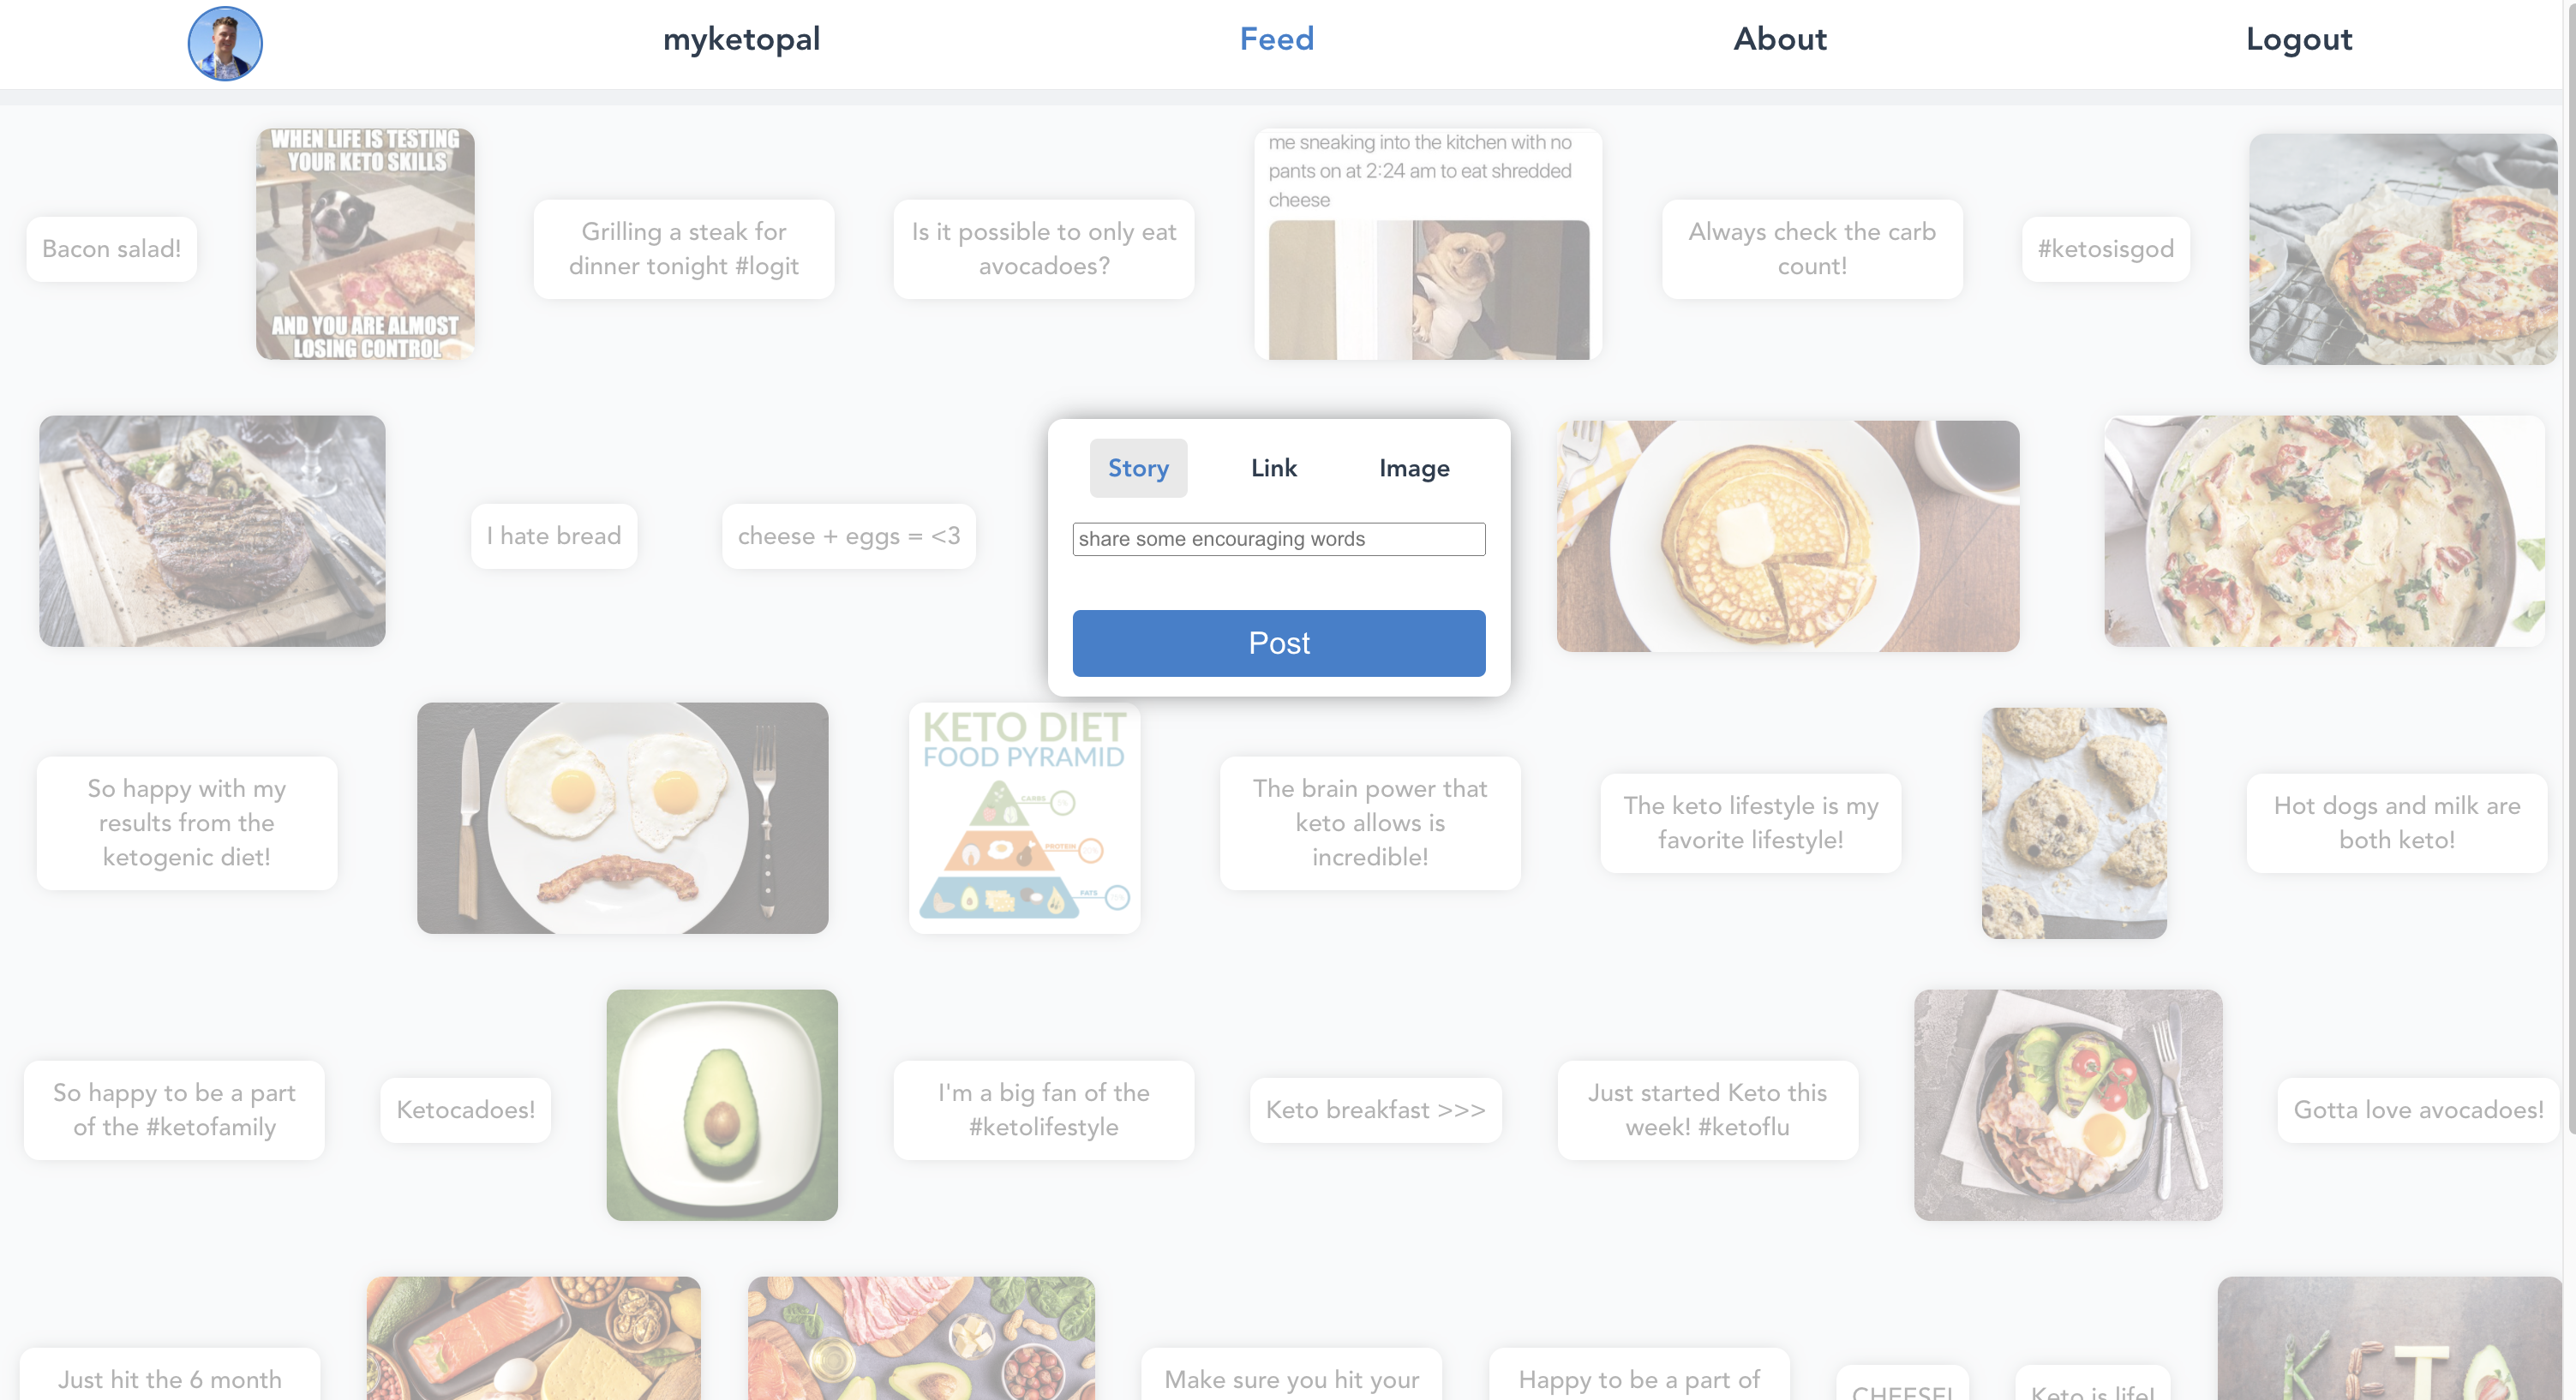 myketopal
Feed
About
Logout
WHEN LIFE IS TESTING
YOUR KETO SKILLS
AND YOU ARE ALMOST
LOSING CONTROL
me sneaking into the kitchen with no
pants on at 2:24 am to eat shredded
cheese
Bacon salad!
Grilling a steak for
dinner tonight #logit
Is it possible to only eat
avocadoes?
Always check the carb
count!
#ketosisgod
I hate bread
cheese + eggs = <3
Story
Link
Image
share some encouraging words
Post
So happy with my
results from the
ketogenic diet!
KETO DIET
FOOD PYRAMID
CARBS
PROTEIN
FATS
The brain power that
keto allows is
incredible!
The keto lifestyle is my
favorite lifestyle!
Hot dogs and milk are
both keto!
So happy to be a part
of the #ketofamily
Ketocadoes!
I'm a big fan of the
#ketolifestyle
Keto breakfast >>>
Just started Keto this
week! #ketoflu
Gotta love avocadoes!
Just hit the 6 month
Make sure you hit your
Happy to be a part of
CHEESE!
Keto is life!
KETO